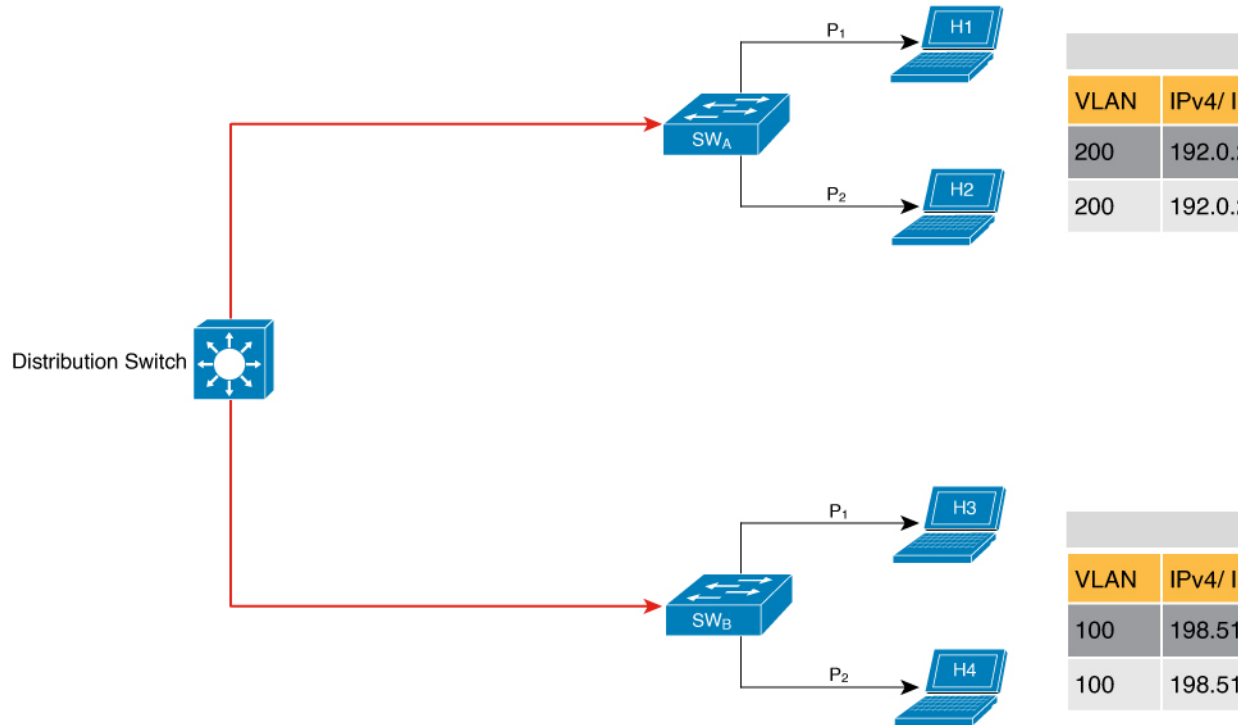 P₁
H1
SWA
P₂
H2
VLAN IPv4/ I
200 192.0.
200 192.0.
Distribution Switch
P₁
H3
SWB
P₂
H4
VLAN IPv4/ I
100 198.51
100 198.51